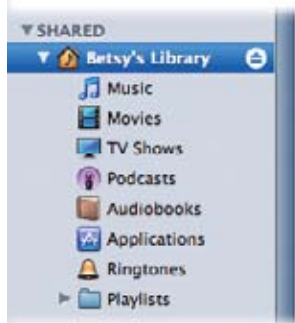 SHARED
Betsy's Library
Music
Movies
TV Shows
Podcasts
Audiobooks
Applications
Ringtones
Playlists